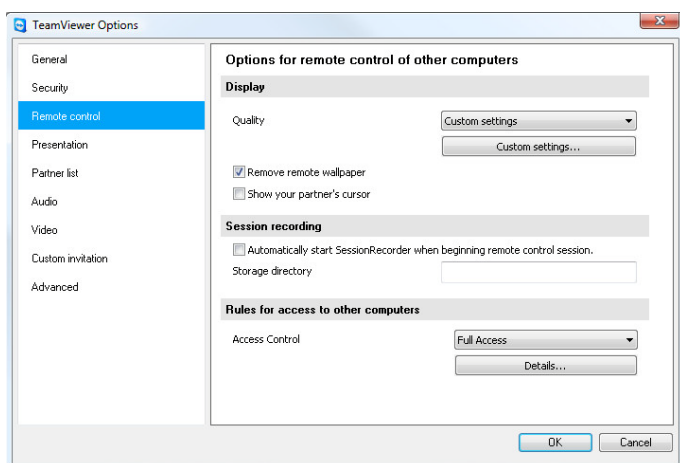 TeamViewer Options
General
Security
Remote control
Presentation
Partner list
Audio
Video
Custom invitation
Advanced
Options for remote control of other computers
Display
Quality
Custom settings
Custom settings...
Remove remote wallpaper
Show your partner's cursor
Session recording
Automatically start SessionRecorder when beginning remote control session.
Storage directory
Rules for access to other computers
Access Control
Full Access
Details...
OK
Cancel